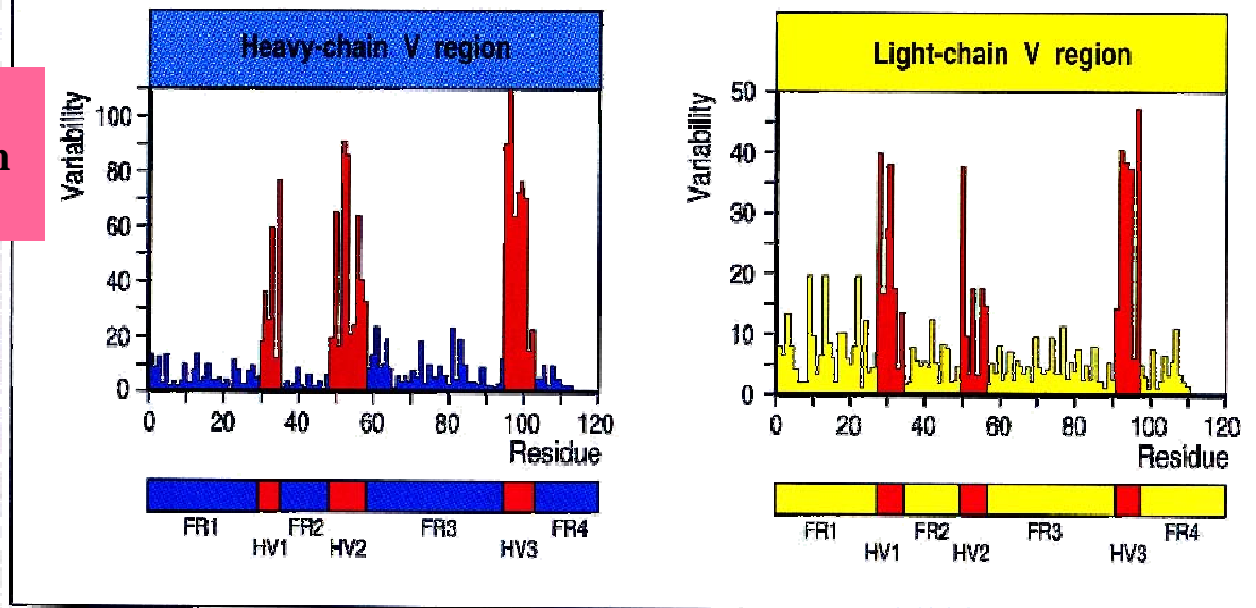 Heavy-chain V region
Variability
100
80
60
40
20
0
0 20 40 60 80 100 120
Residue
FR1 FR2 FR3 FR4
HV1 HV2 HV3
Light-chain V region
Variability
50
40
30
20
10
0
0 20 40 60 80 100 120
Residue
FR1 FR2 FR3 FR4
HV1 HV2 HV3
n